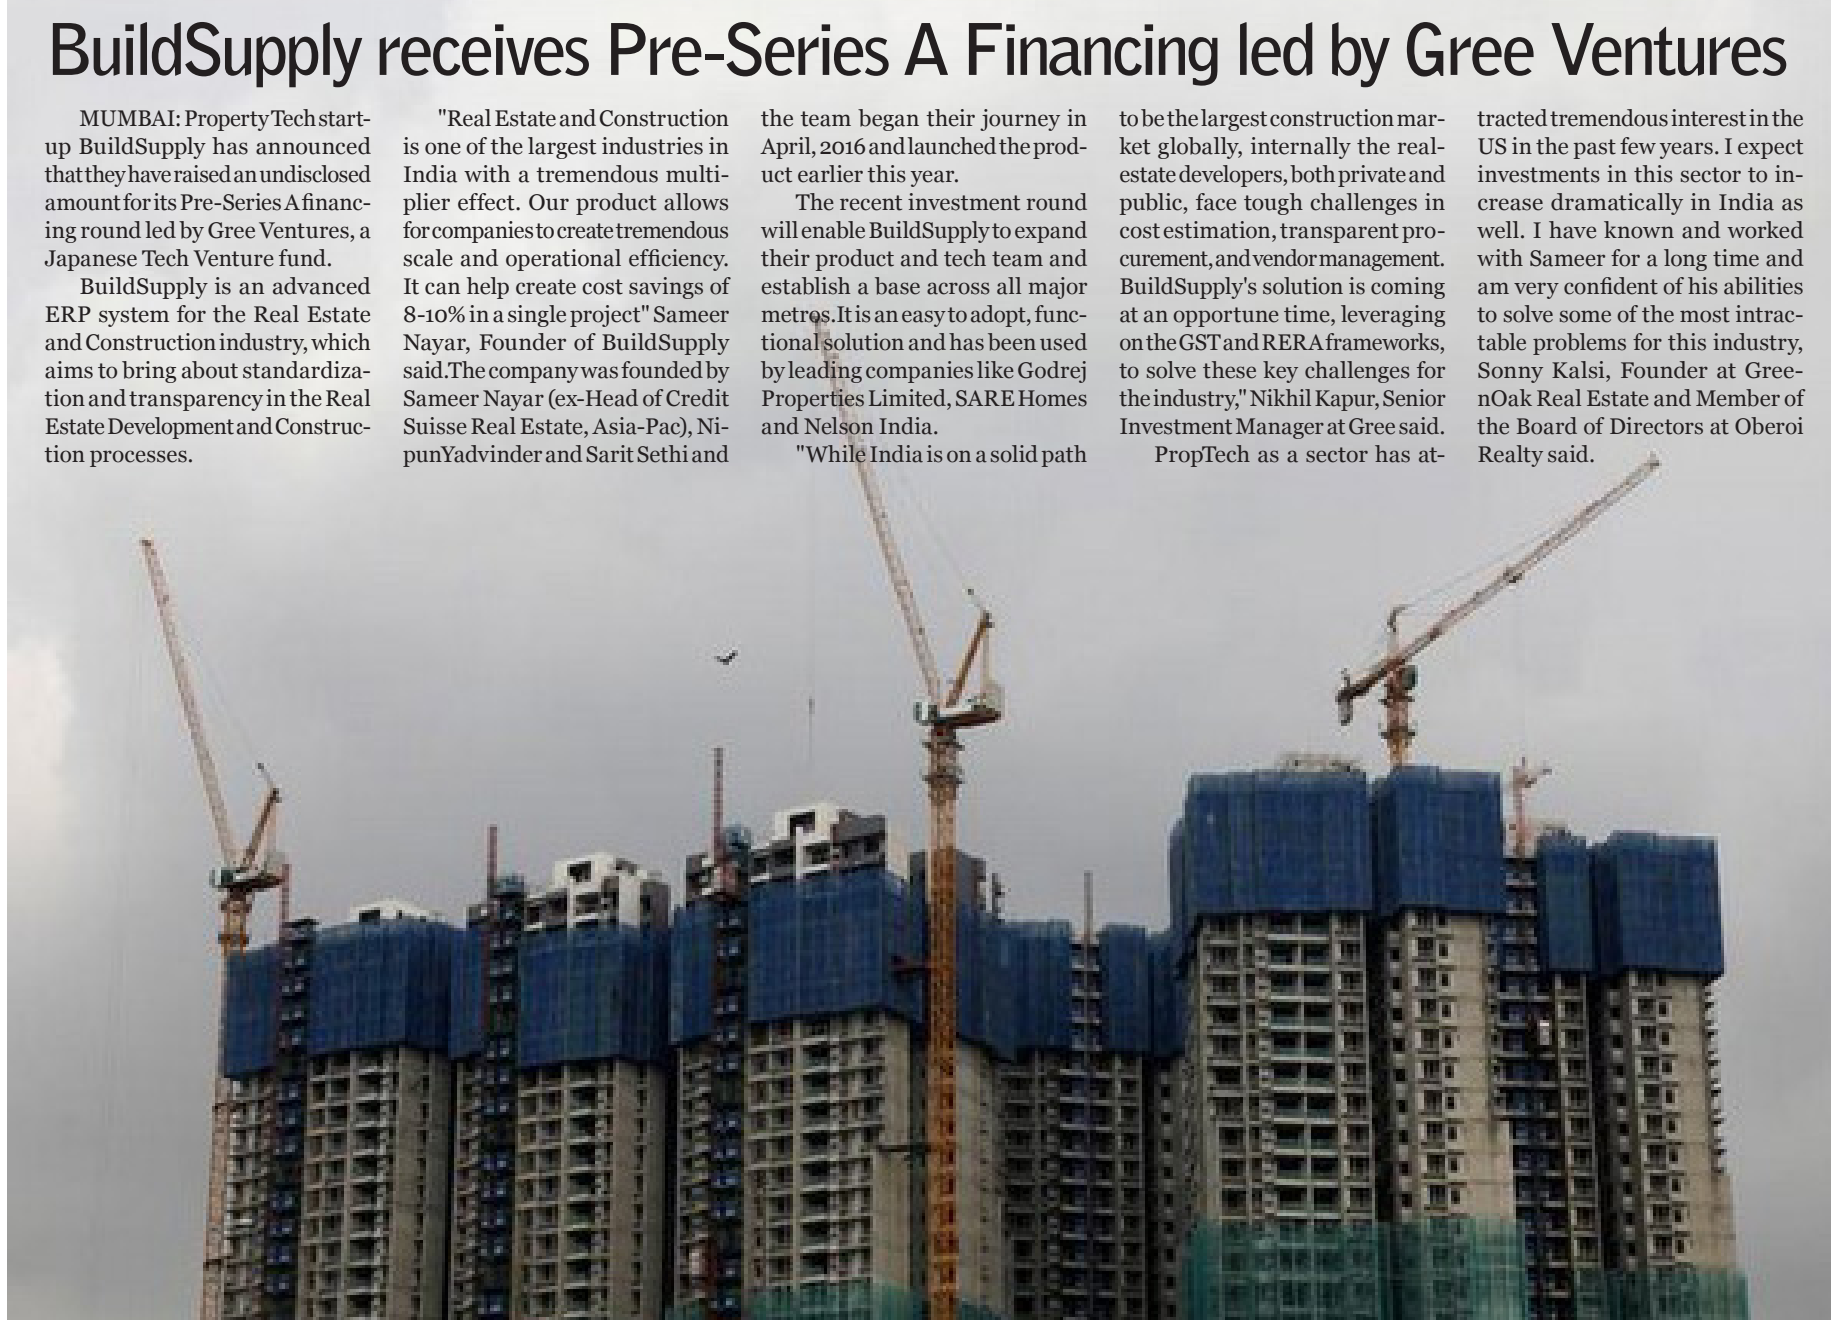 BuildSupply receives Pre-Series A Financing led by Gree Ventures
MUMBAI: Property Tech start-
up BuildSupply has announced
that they have raised an undisclosed
amount for its Pre-Series A financ-
ing round led by Gree Ventures, a
Japanese Tech Venture fund.
BuildSupply is an advanced
ERP system for the Real Estate
and Construction industry, which
aims to bring about standardiza-
tion and transparency in the Real
Estate Development and Construc-
tion processes.
"Real Estate and Construction
is one of the largest industries in
India with a tremendous multi-
plier effect. Our product allows
for companies to create tremendous
scale and operational efficiency.
It can help create cost savings of
8-10% in a single project" Sameer
Nayar, Founder of BuildSupply
said.The company was founded by
Sameer Nayar (ex-Head of Credit
Suisse Real Estate, Asia-Pac), Ni-
punYadvinder and Sarit Sethi and
the team began their journey in
April, 2016 and launched the prod-
uct earlier this year.
The recent investment round
will enable BuildSupply to expand
their product and tech team and
establish a base across all major
metros.It is an easy to adopt, func-
tional solution and has been used
by leading companies like Godrej
Properties Limited, SARE Homes
and Nelson India.
"While India is on a solid path
to be the largest construction mar-
ket globally, internally the real-
estate developers, both private and
public, face tough challenges in
cost estimation, transparent pro-
curement, and vendor management.
BuildSupply's solution is coming
at an opportune time, leveraging
on the GST and RERA frameworks,
to solve these key challenges for
the industry," Nikhil Kapur, Senior
Investment Manager at Gree said.
PropTech as a sector has at-
tracted tremendous interest in the
US in the past few years. I expect
investments in this sector to in-
crease dramatically in India as
well. I have known and worked
with Sameer for a long time and
am very confident of his abilities
to solve some of the most intrac-
table problems for this industry,
Sonny Kalsi, Founder at Gree-
nOak Real Estate and Member of
the Board of Directors at Oberoi
Realty said.